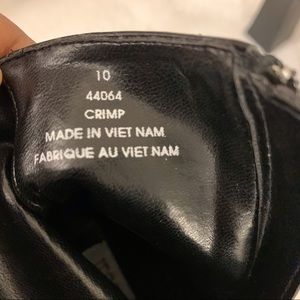 10
44064
CRIMP
MADE IN VIET NAM
FABRIQUE AU VIET NAM